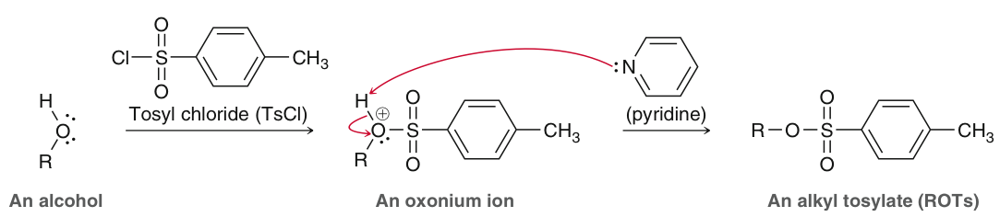 O
Cl S CH₃
O
H
Tosyl chloride (TsCl)
O
R
An alcohol
H O
⊕
O S CH₃
R O
An oxonium ion
:N
(pyridine)
O
R O S CH₃
O
An alkyl tosylate (ROTs)